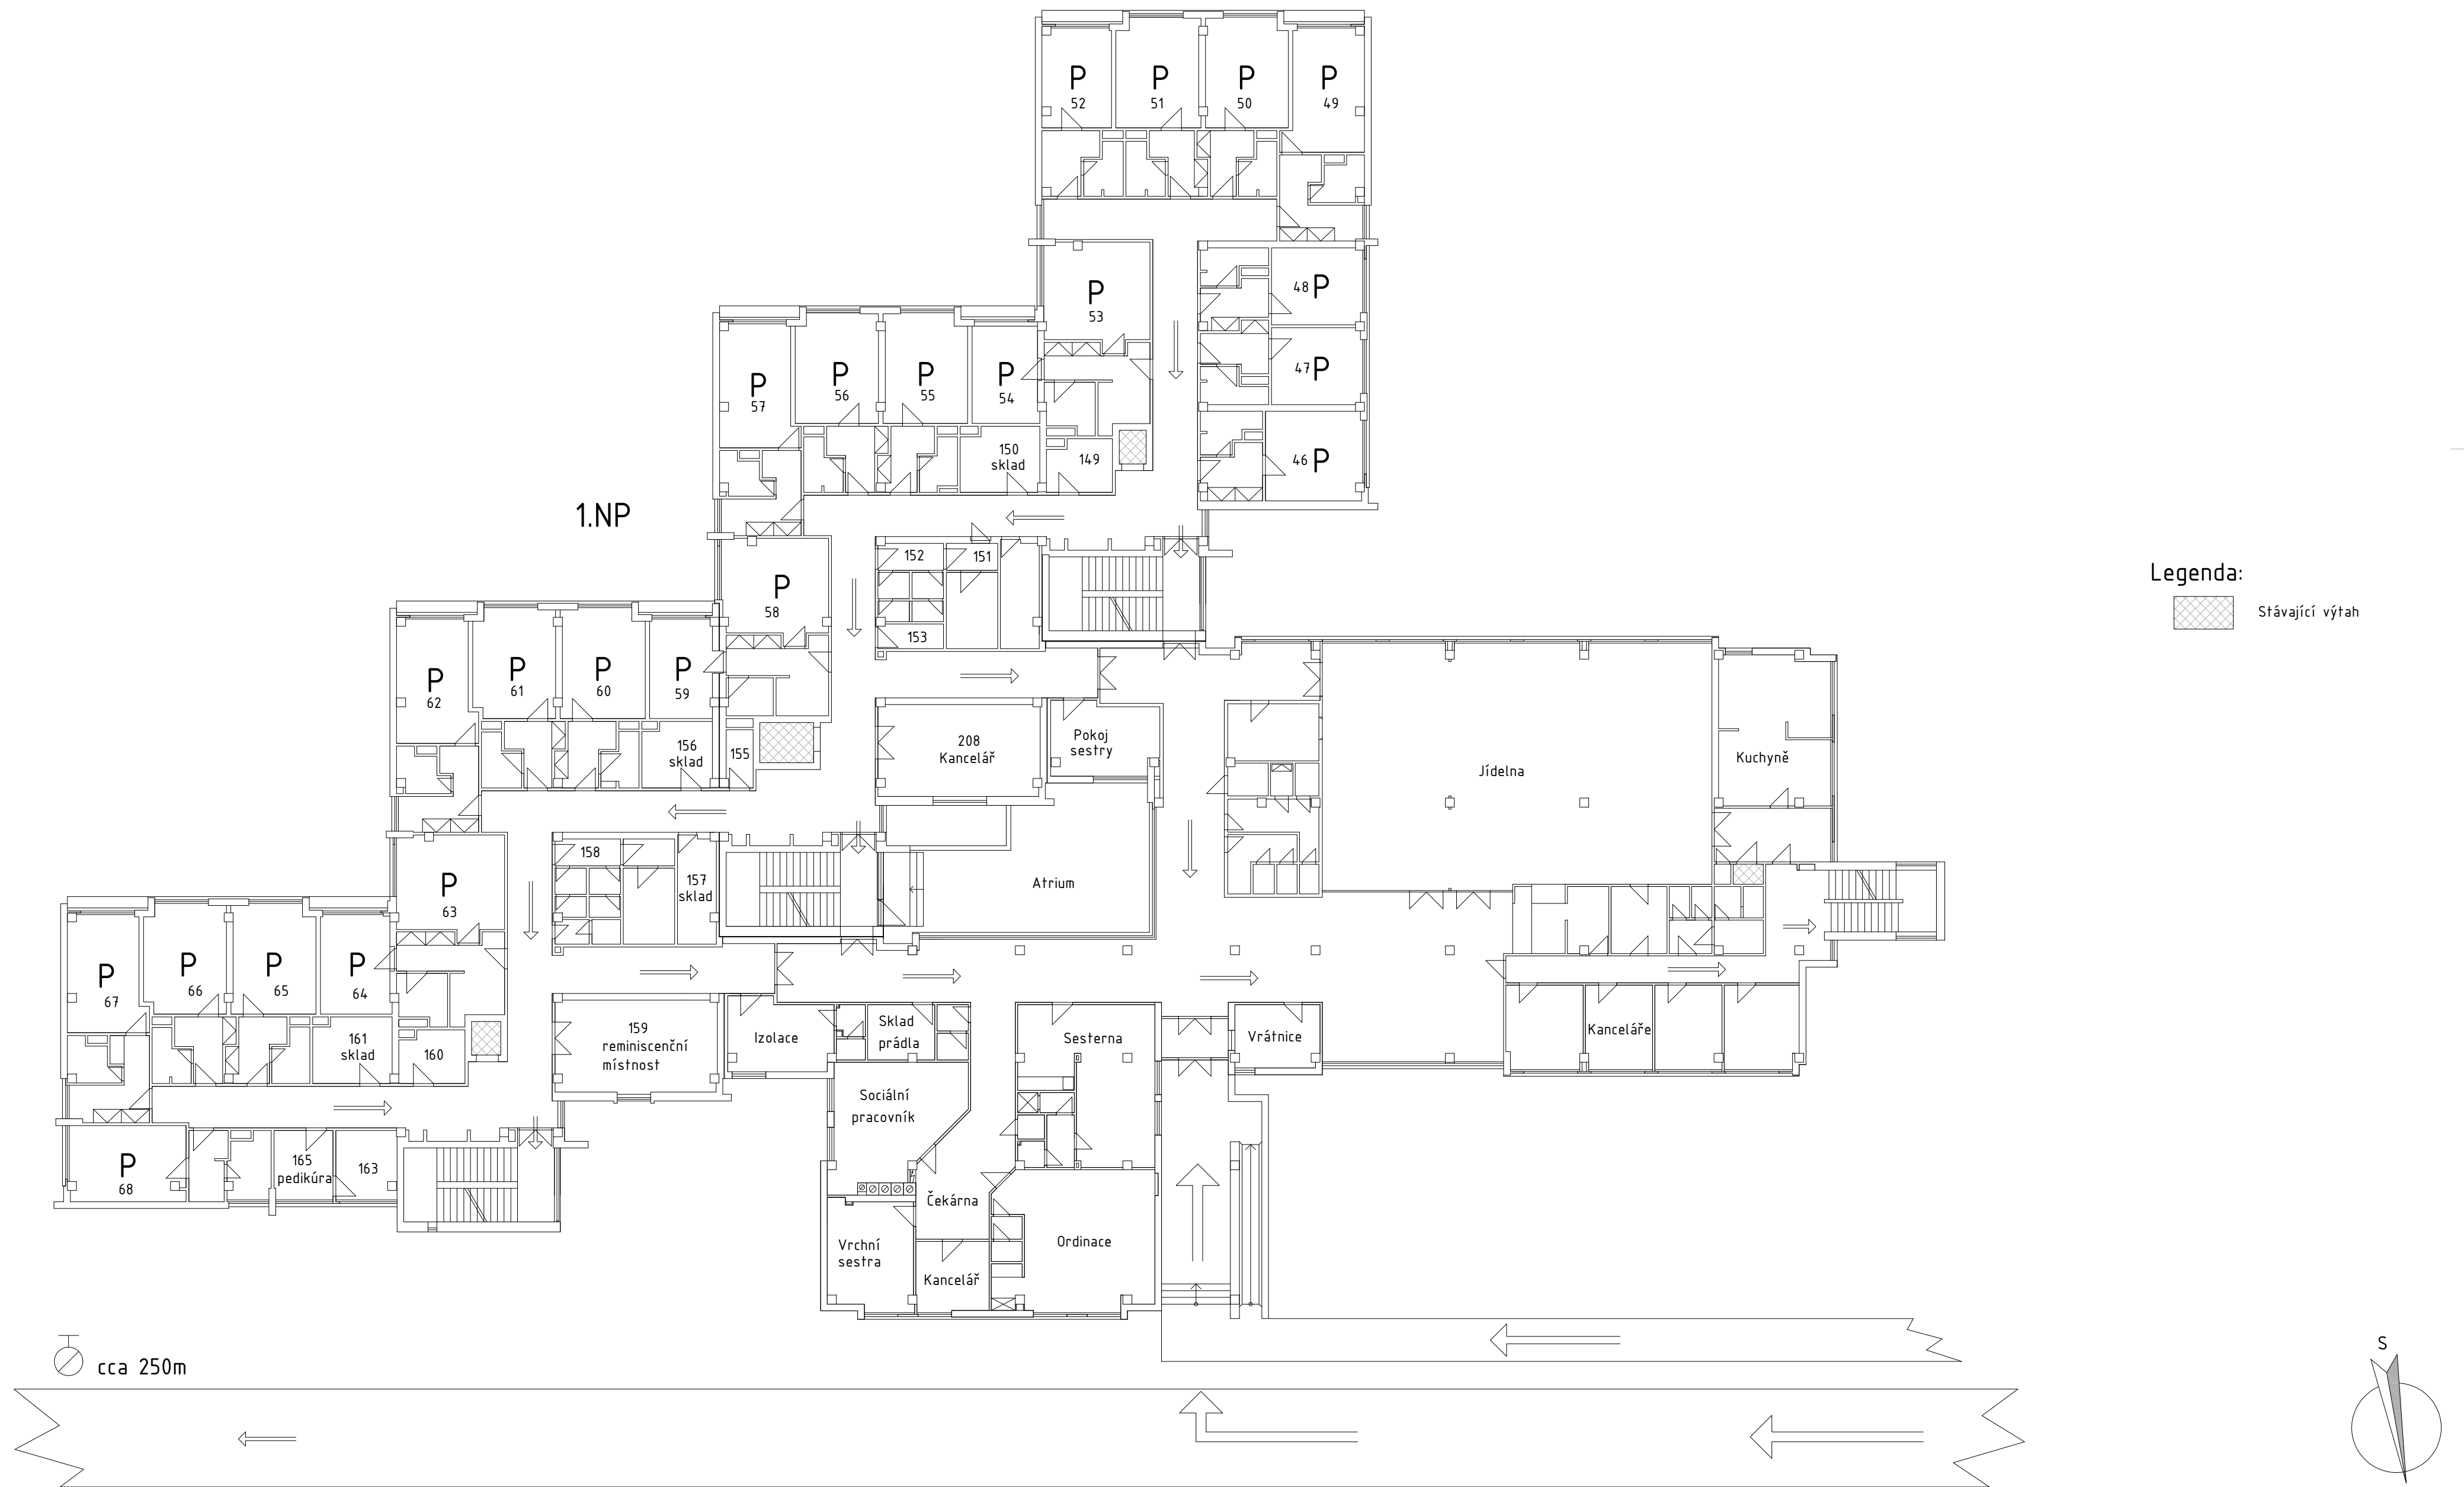 P
52
P
51
P
50
P
49
48 P
P
53
47 P
46 P
P
57
P
56
P
55
P
54
150
sklad
149
1.NP
152
151
153
P
58
Legenda:
Stávající výtah
P
62
P
61
P
60
P
59
156
sklad
155
208
Kancelář
Pokoj
sestry
Jídelna
Kuchyně
Atrium
158
157
sklad
P
63
P
67
P
66
P
65
P
64
161
sklad
160
159
reminiscenční
místnost
Izolace
Sklad
prádla
Sesterna
Vrátnice
Kanceláře
Sociální
pracovník
P
68
165
pedikúra
163
Čekárna
Vrchní
sestra
Kancelář
Ordinace
cca 250m
S